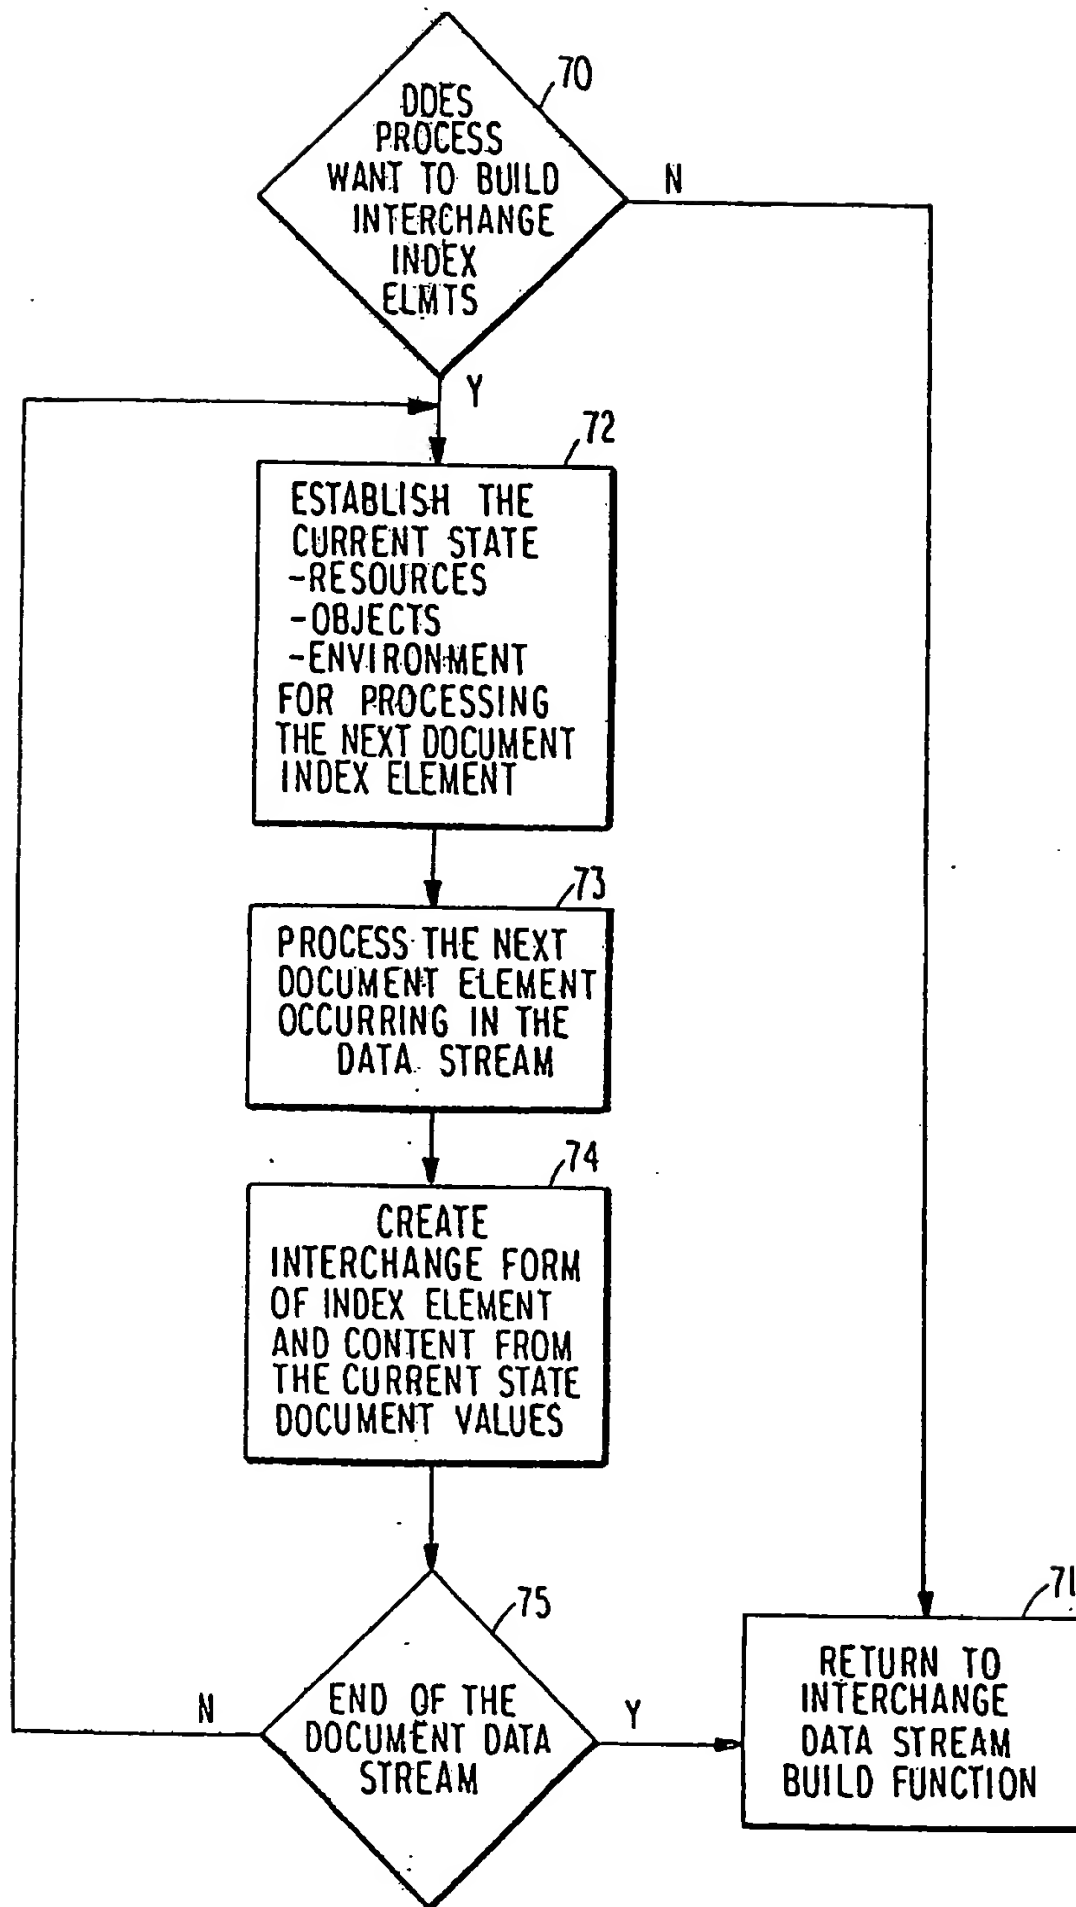 70
DOES
PROCESS
WANT TO BUILD
INTERCHANGE
INDEX
ELMTS
N
Y
72
ESTABLISH THE
CURRENT STATE
-RESOURCES
-OBJECTS
-ENVIRONMENT
FOR PROCESSING
THE NEXT DOCUMENT
INDEX ELEMENT
73
PROCESS THE NEXT
DOCUMENT ELEMENT
OCCURRING IN THE
DATA STREAM
74
CREATE
INTERCHANGE FORM
OF INDEX ELEMENT
AND CONTENT FROM
THE CURRENT STATE
DOCUMENT VALUES
75
END OF THE
DOCUMENT DATA
STREAM
N
Y
71
RETURN TO
INTERCHANGE
DATA STREAM
BUILD FUNCTION